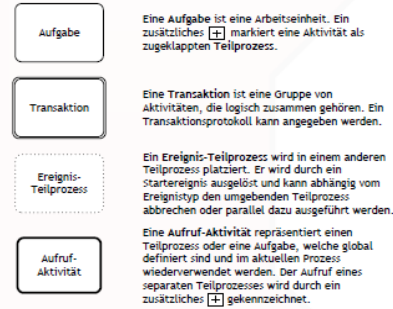 Aufgabe
Eine Aufgabe ist eine Arbeitseinheit. Ein
zusätzliches + markiert eine Aktivität als
zugeklappten Teilprozess.
Transaktion
Eine Transaktion ist eine Gruppe von
Aktivitäten, die logisch zusammen gehören. Ein
Transaktionsprotokoll kann angegeben werden.
Ereignis-
Teilprozess
Ein Ereignis-Teilprozess wird in einem anderen
Teilprozess platziert. Er wird durch ein
Startereignis ausgelöst und kann abhängig vom
Ereignistyp den umgebenden Teilprozess
abbrechen oder parallel dazu ausgeführt werden.
Aufruf-
Aktivität
Eine Aufruf-Aktivität repräsentiert einen
Teilprozess oder eine Aufgabe, welche global
definiert sind und im aktuellen Prozess
wiederverwendet werden. Der Aufruf eines
separaten Teilprozesses wird durch ein
zusätzliches + gekennzeichnet.